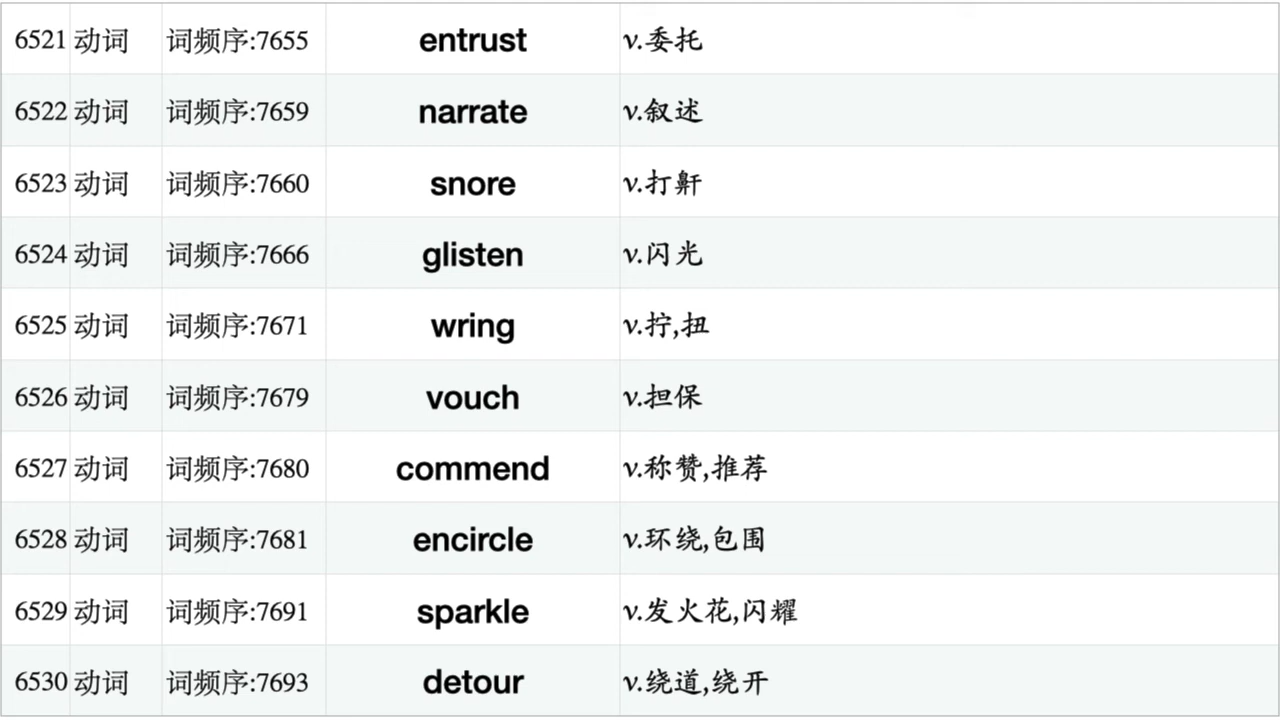 6521 动词 词频序:7655 entrust v.委托
6522 动词 词频序:7659 narrate v.叙述
6523 动词 词频序:7660 snore v.打鼾
6524 动词 词频序:7666 glisten v.闪光
6525 动词 词频序:7671 wring v.拧,扭
6526 动词 词频序:7679 vouch v.担保
6527 动词 词频序:7680 commend v.称赞,推荐
6528 动词 词频序:7681 encircle v.环绕,包围
6529 动词 词频序:7691 sparkle v.发火花,闪耀
6530 动词 词频序:7693 detour v.绕道,绕开